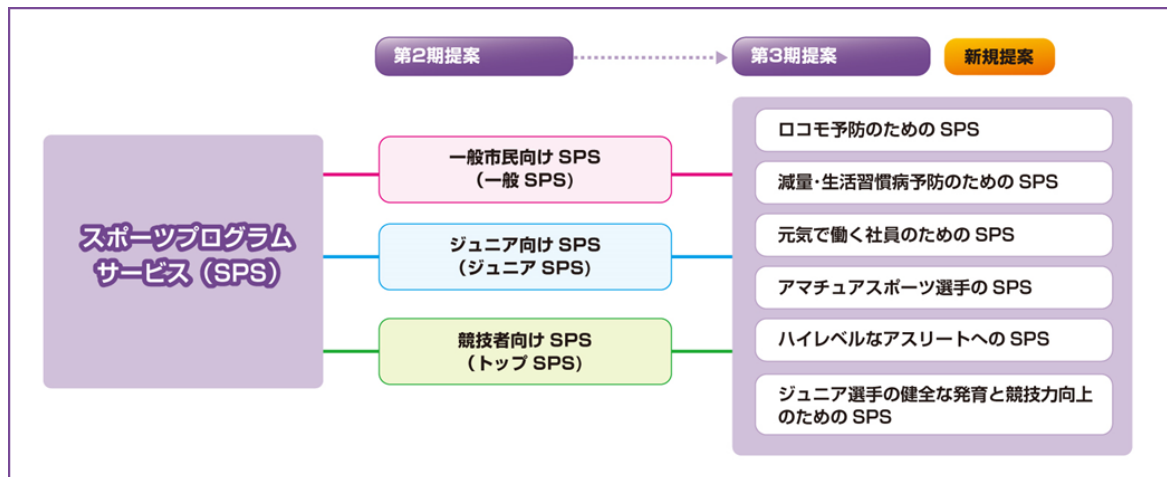 第2期提案
第3期提案
新規提案
スポーツプログラム
サービス（SPS）
一般市民向け SPS
（一般 SPS）
ジュニア向け SPS
（ジュニア SPS）
競技者向け SPS
（トップ SPS）
ロコモ予防のための SPS
減量・生活習慣病予防のための SPS
元気で働く社員のための SPS
アマチュアスポーツ選手の SPS
ハイレベルなアスリートへの SPS
ジュニア選手の健全な発育と競技力向上
のための SPS